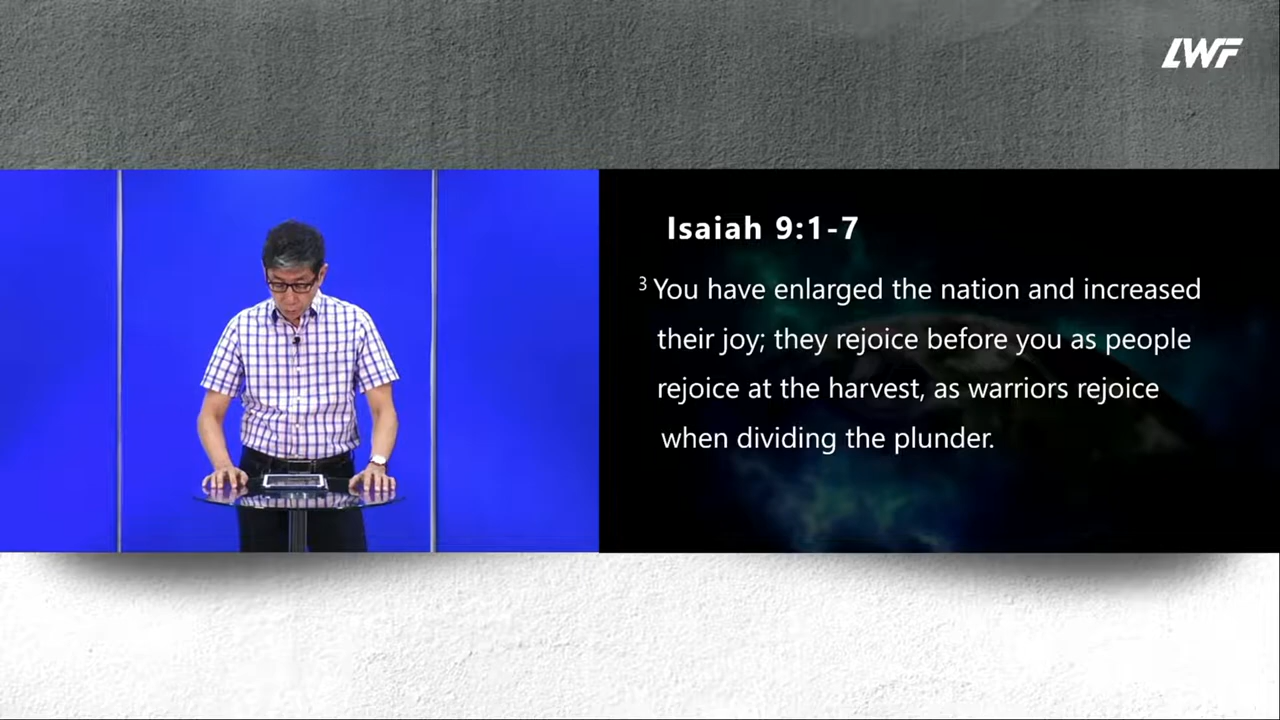 LWF
Isaiah 9:1-7
3 You have enlarged the nation and increased
their joy; they rejoice before you as people
rejoice at the harvest, as warriors rejoice
when dividing the plunder.